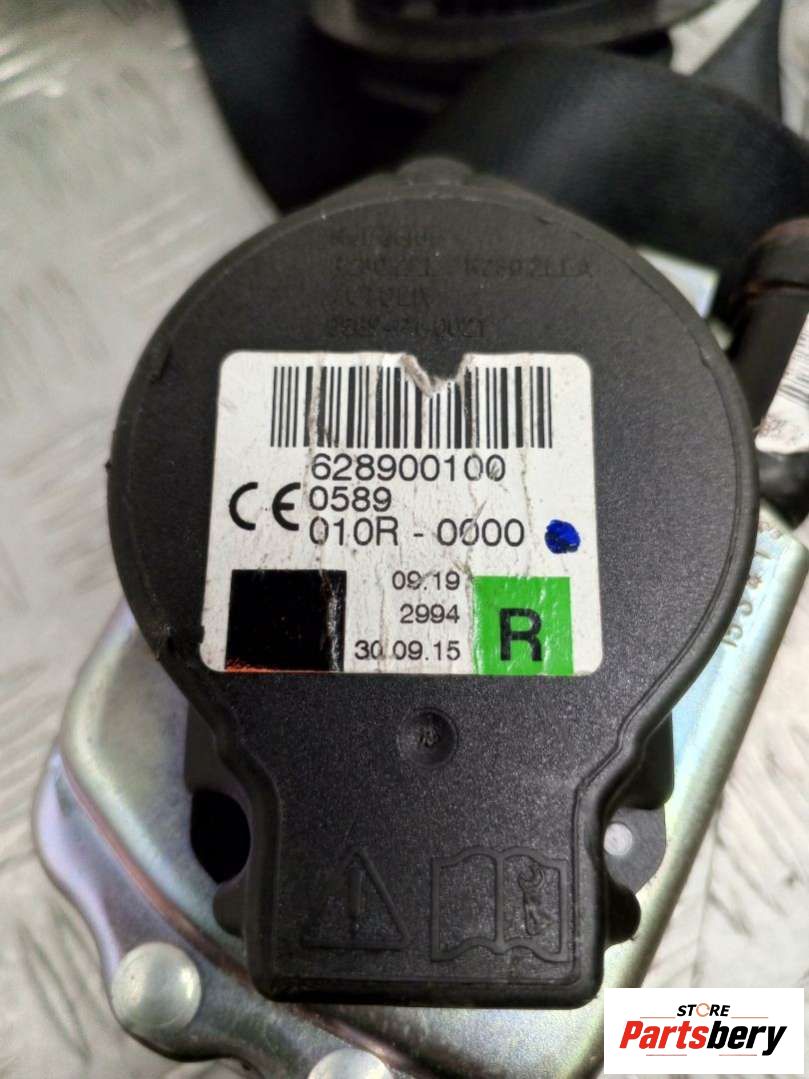 628900100
CE 0589
010R - 0000
09.19
2994
30.09.15
R
STORE
Partsbery